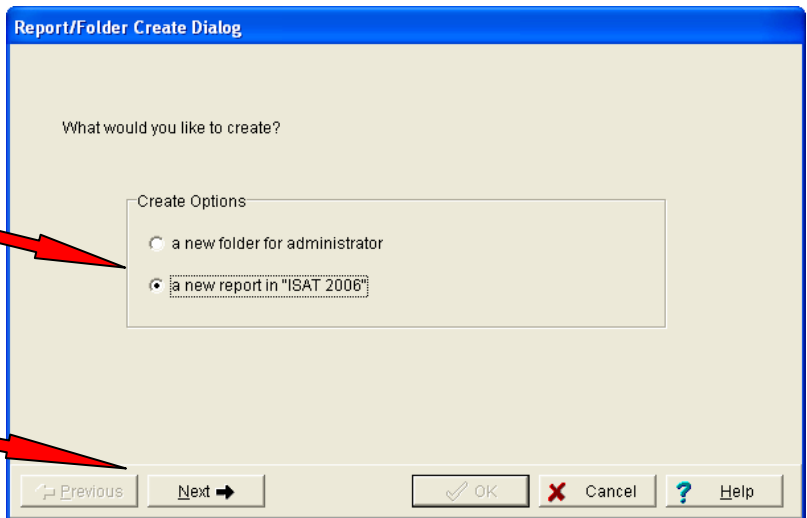 Report/Folder Create Dialog
What would you like to create?
Create Options
a new folder for administrator
a new report in "ISAT 2006"
Previous Next OK Cancel ? Help